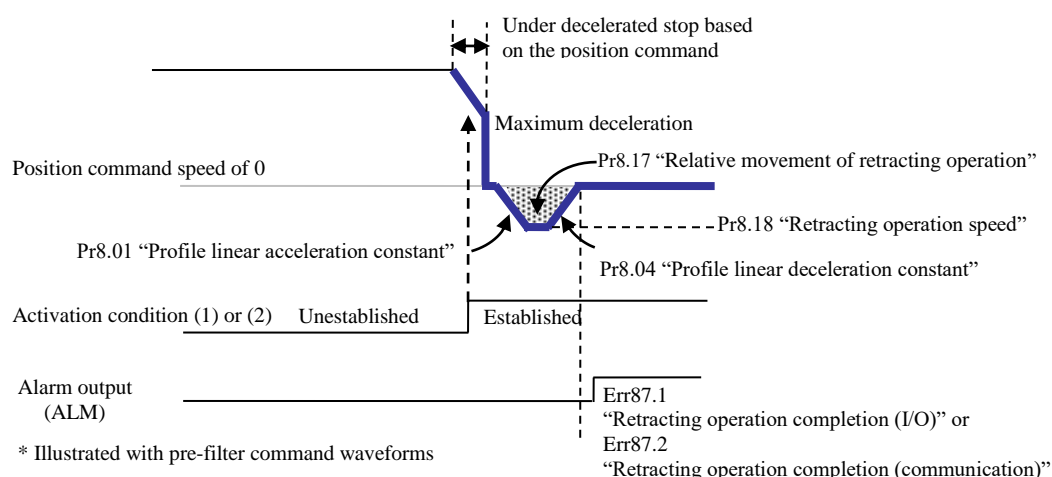 Under decelerated stop based
on the position command
Maximum deceleration
Position command speed of 0
Pr8.17 “Relative movement of retracting operation”
Pr8.18 “Retracting operation speed”
Pr8.01 “Profile linear acceleration constant”
Pr8.04 “Profile linear deceleration constant”
Activation condition (1) or (2)
Unestablished
Established
Alarm output
(ALM)
Err87.1
“Retracting operation completion (I/O)” or
Err87.2
“Retracting operation completion (communication)”
* Illustrated with pre-filter command waveforms